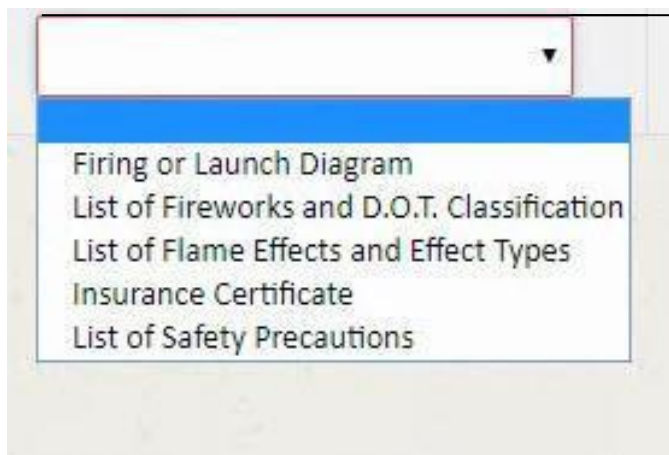 Firing or Launch Diagram
List of Fireworks and D.O.T. Classification
List of Flame Effects and Effect Types
Insurance Certificate
List of Safety Precautions